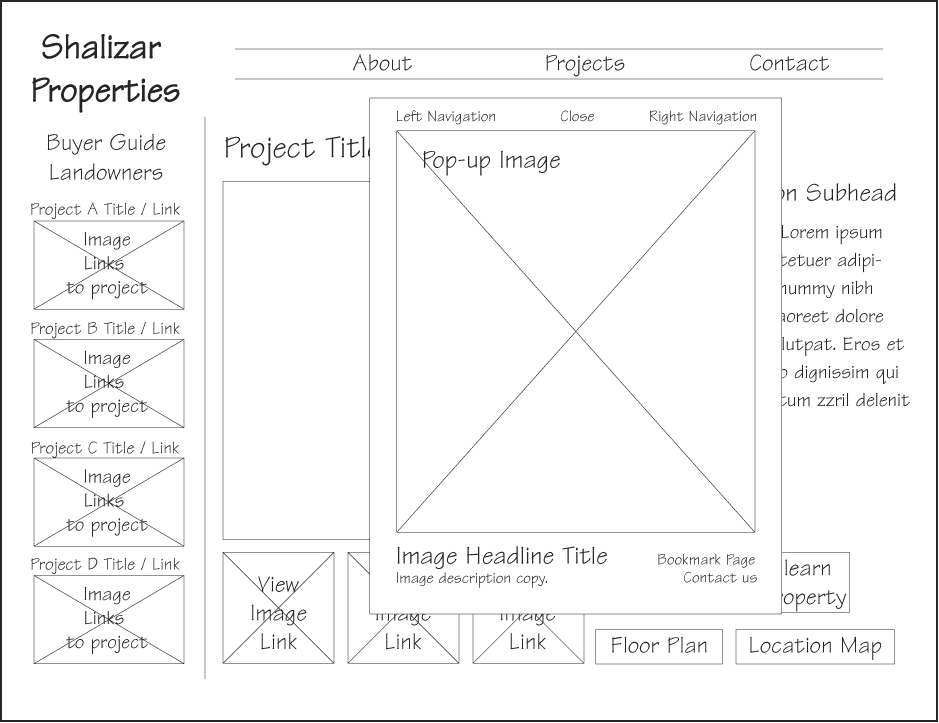 Shalizar
Properties
Buyer Guide
Landowners
Project A Title / Link
Image
Links
to project
Project B Title / Link
Image
Links
to project
Project C Title / Link
Image
Links
to project
Project D Title / Link
Image
Links
to project
About Projects Contact
Project Title
Left Navigation Close Right Navigation
Pop-up Image
Image Headline Title
Image description copy.
Bookmark Page
Contact us
on Subhead
Lorem ipsum
tetuer adipi-
nummy nibh
aoreet dolore
lutpat. Eros et
dignissim qui
tum zzril delenit
View
Image
Link
Image
Link
Image
Link
learn
roperty
Floor Plan
Location Map